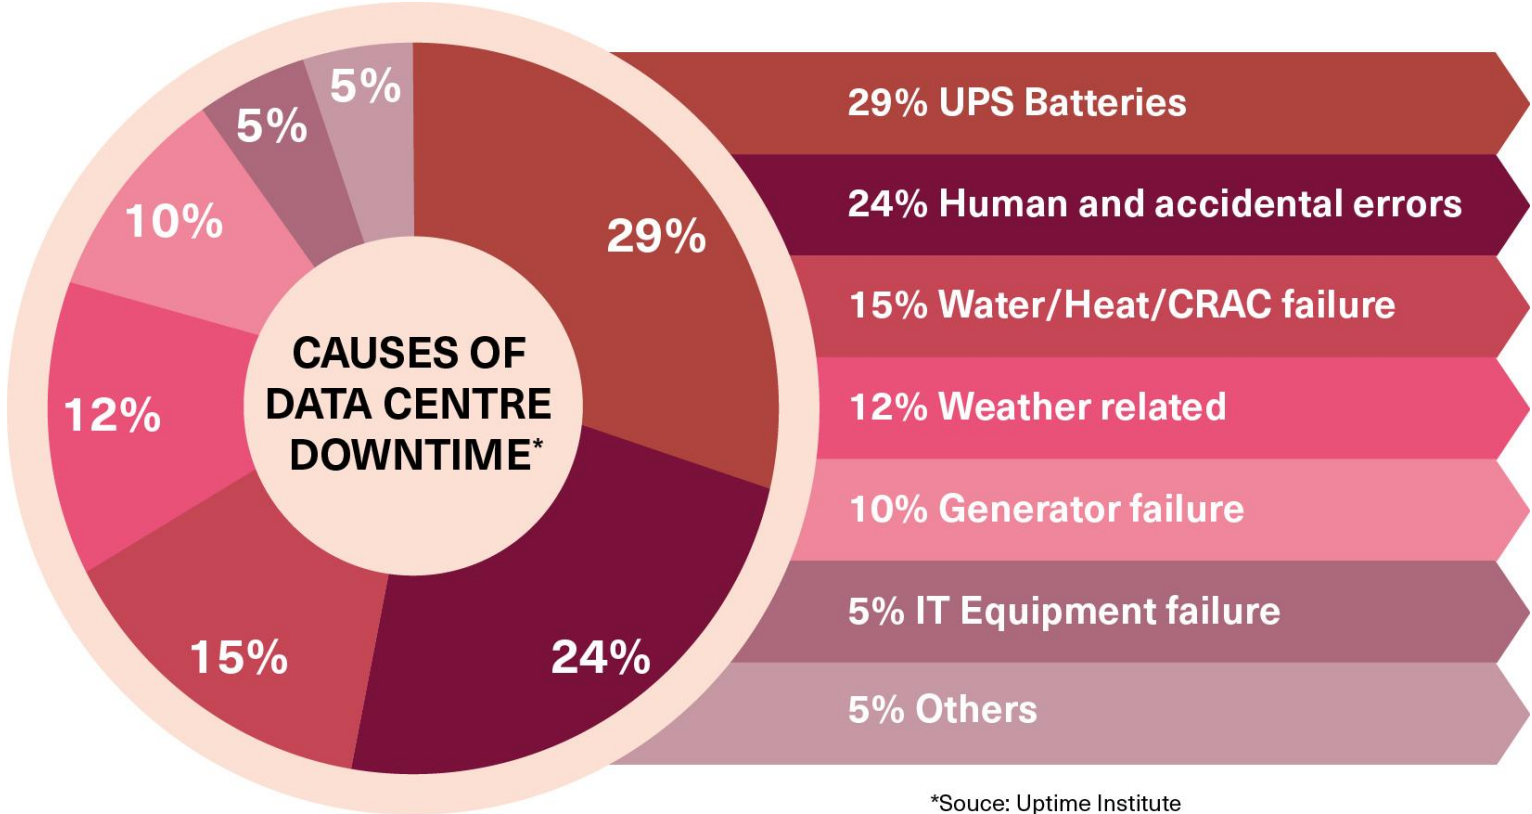 5%
5%
10%
29%
12%
15%
24%
CAUSES OF
DATA CENTRE
DOWNTIME*
29% UPS Batteries
24% Human and accidental errors
15% Water/Heat/CRAC failure
12% Weather related
10% Generator failure
5% IT Equipment failure
5% Others
*Souce: Uptime Institute